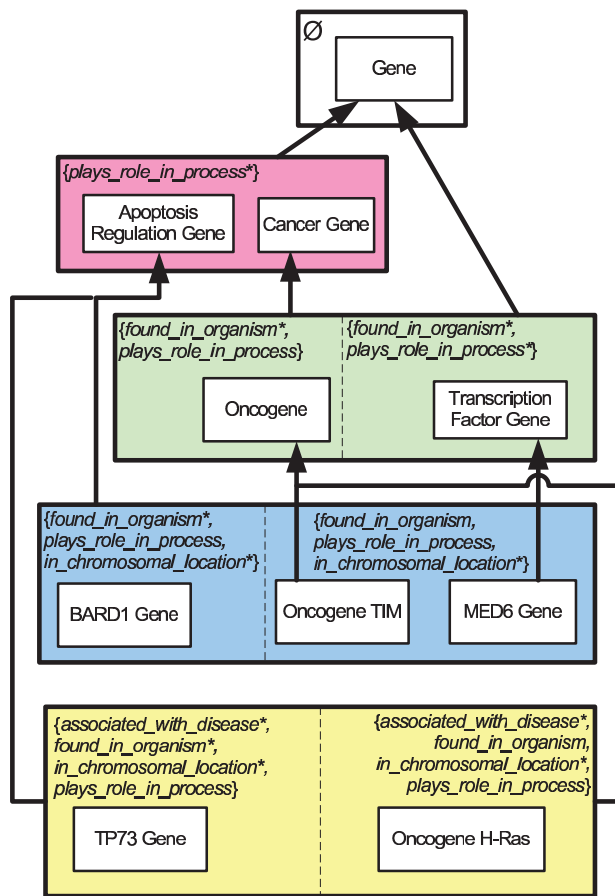 Ø
Gene
{plays_role_in_process*}
Apoptosis
Regulation Gene
Cancer Gene
{found_in_organism*,
plays_role_in_process}
{found_in_organism*,
plays_role_in_process*}
Oncogene
Transcription
Factor Gene
{found_in_organism*,
plays_role_in_process,
in_chromosomal_location*}
{found_in_organism,
plays_role_in_process,
in_chromosomal_location*}
BARD1 Gene
Oncogene TIM
MED6 Gene
{associated_with_disease*,
found_in_organism*,
in_chromosomal_location*,
plays_role_in_process}
{associated_with_disease*,
found_in_organism,
in_chromosomal_location*,
plays_role_in_process}
TP73 Gene
Oncogene H-Ras